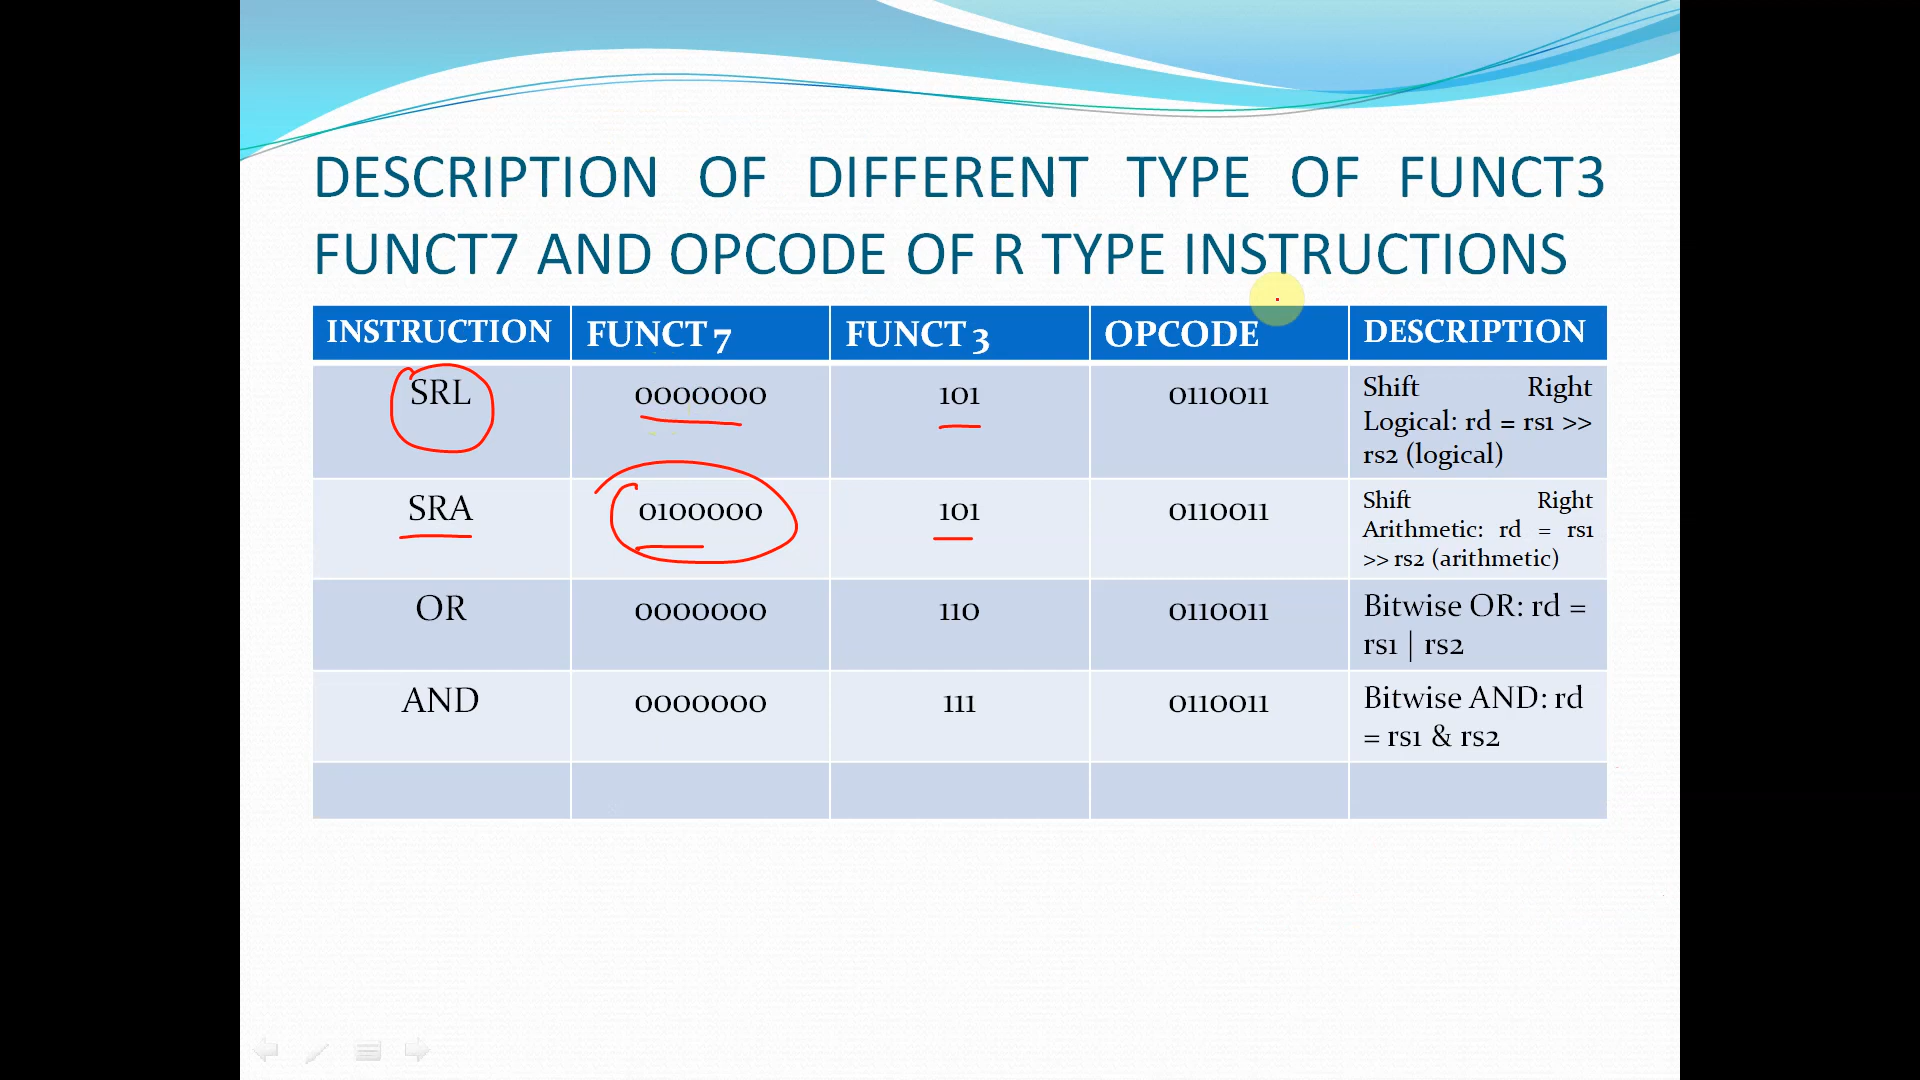 DESCRIPTION OF DIFFERENT TYPE OF FUNCT3
FUNCT7 AND OPCODE OF R TYPE INSTRUCTIONS
INSTRUCTION FUNCT 7 FUNCT 3 OPCODE DESCRIPTION
SRL 0000000 101 0110011 Shift Right
Logical: rd = rs1 >>
rs2 (logical)
SRA 0100000 101 0110011 Shift Right
Arithmetic: rd = rs1
>> rs2 (arithmetic)
OR 0000000 110 0110011 Bitwise OR: rd =
rs1 | rs2
AND 0000000 111 0110011 Bitwise AND: rd
= rs1 & rs2